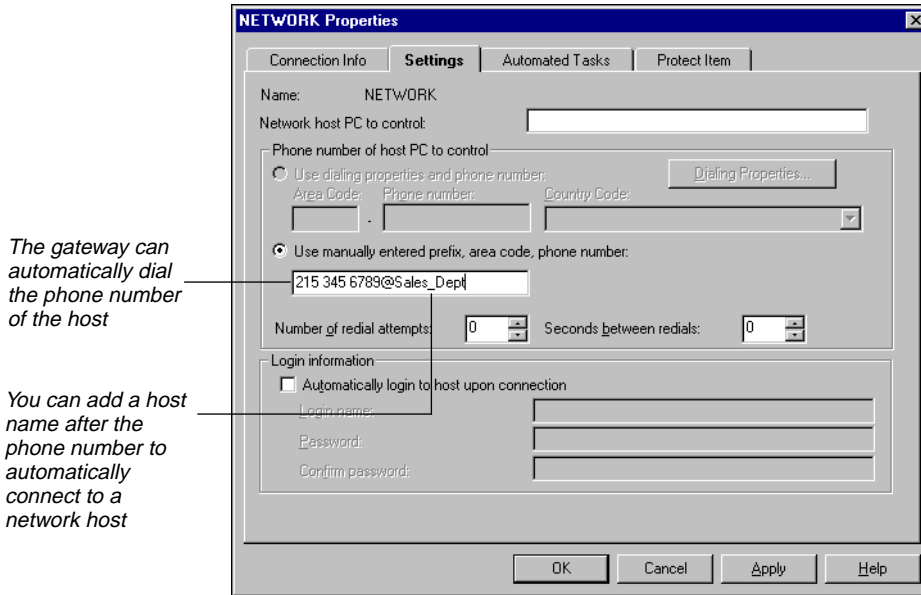 NETWORK Properties
Connection Info Settings Automated Tasks Protect Item
Name: NETWORK
Network host PC to control:
Phone number of host PC to control
Use dialing properties and phone number: Dialing Properties...
Area Code: Phone number: Country Code:
-
The gateway can
automatically dial
the phone number
of the host
Use manually entered prefix, area code, phone number:
215 345 6789@Sales_Dept
Number of redial attempts: 0 Seconds between redials: 0
Login information
Automatically login to host upon connection
You can add a host
name after the
phone number to
automatically
connect to a
network host
Login name:
Password:
Confirm password:
OK Cancel Apply Help